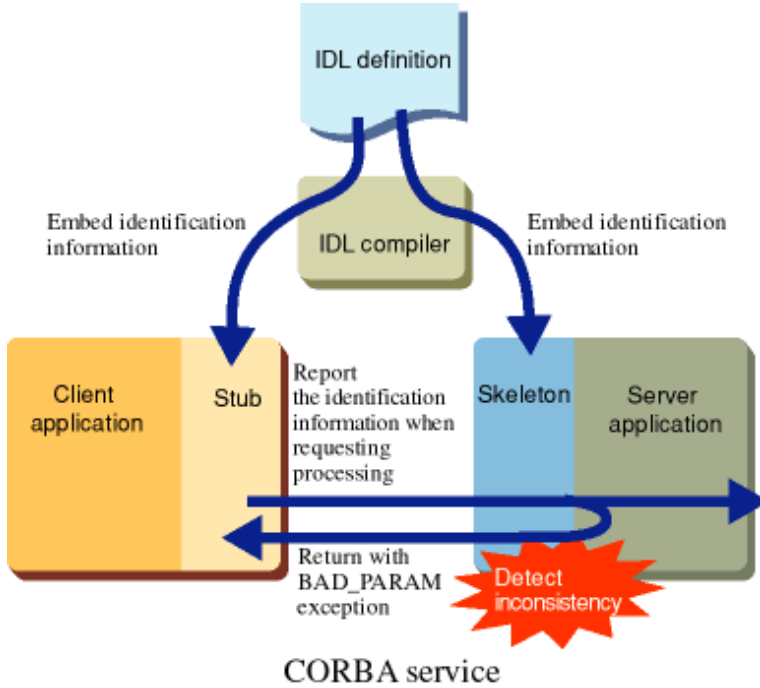 IDL definition
IDL compiler
Embed identification
information
Embed identification
information
Client
application
Stub
Report
the identification
information when
requesting
processing
Skeleton
Server
application
Return with
BAD_PARAM
exception
Detect
inconsistency
CORBA service